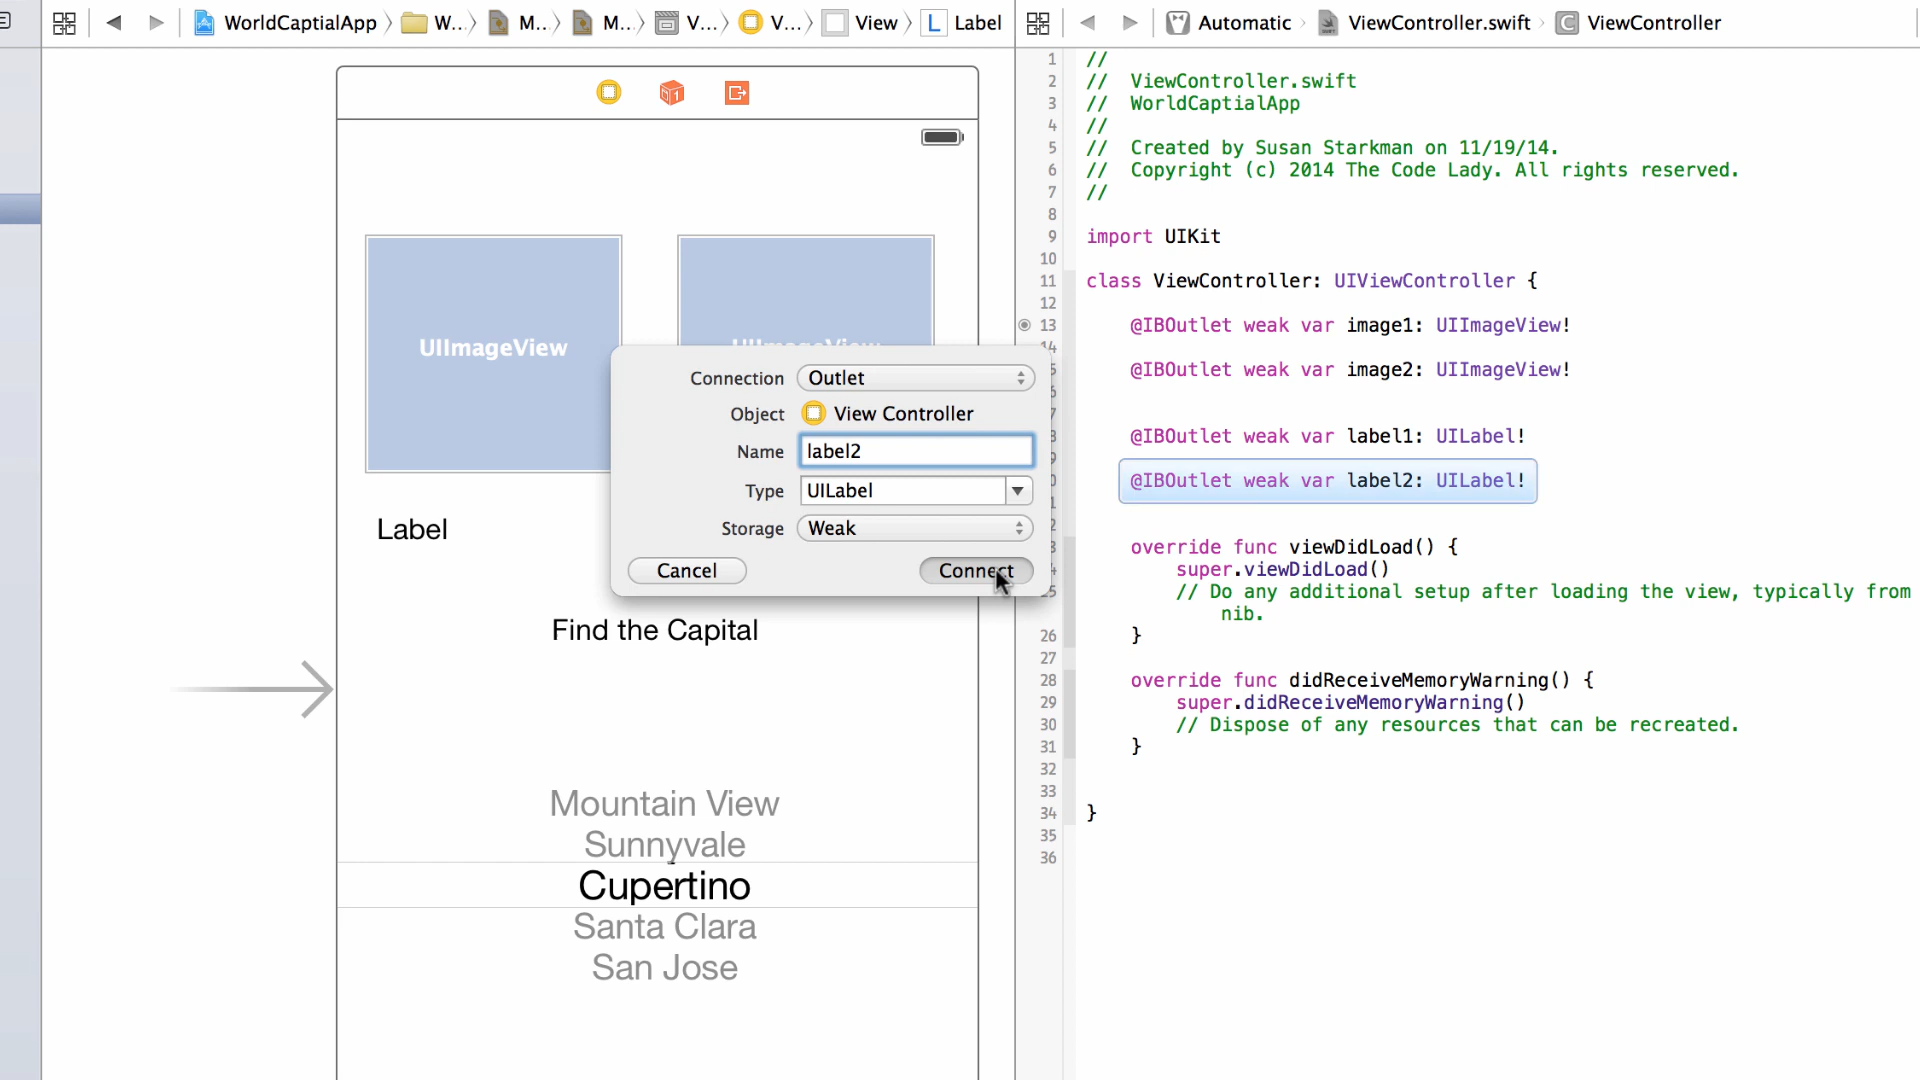 WorldCaptialApp W... M... M... V... V... View L Label
Automatic ViewController.swift C ViewController
UIImageView
UIImageView
Connection Outlet
Object View Controller
Name label2
Type UILabel
Storage Weak
Cancel Connect
Label
Find the Capital
Mountain View
Sunnyvale
Cupertino
Santa Clara
San Jose
1 //
2 // ViewController.swift
3 // WorldCaptialApp
4 //
5 // Created by Susan Starkman on 11/19/14.
6 // Copyright (c) 2014 The Code Lady. All rights reserved.
7 //
8
9 import UIKit
10
11 class ViewController: UIViewController {
12
13 @IBOutlet weak var image1: UIImageView!
14
@IBOutlet weak var image2: UIImageView!
@IBOutlet weak var label1: UILabel!
@IBOutlet weak var label2: UILabel!
override func viewDidLoad() {
super.viewDidLoad()
// Do any additional setup after loading the view, typically from
nib.
26 }
27
28 override func didReceiveMemoryWarning() {
29 super.didReceiveMemoryWarning()
30 // Dispose of any resources that can be recreated.
31 }
32
33
34 }
35
36